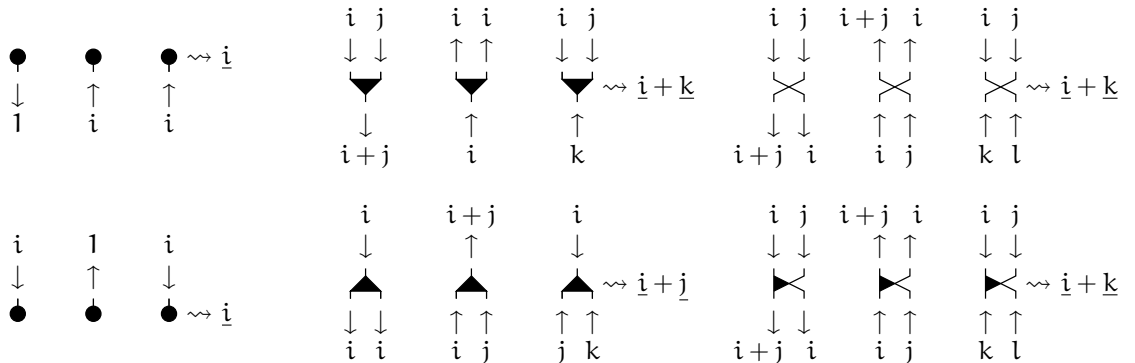 i j i i i j i j i+j i i j
⇝ i ⇝ i + k ⇝ i + k
1 i i i+j i k i+j i i j k l
i 1 i i i+j i i j i+j i i j
⇝ i ⇝ i + j ⇝ i + k
i i i j j k i+j i i j k l